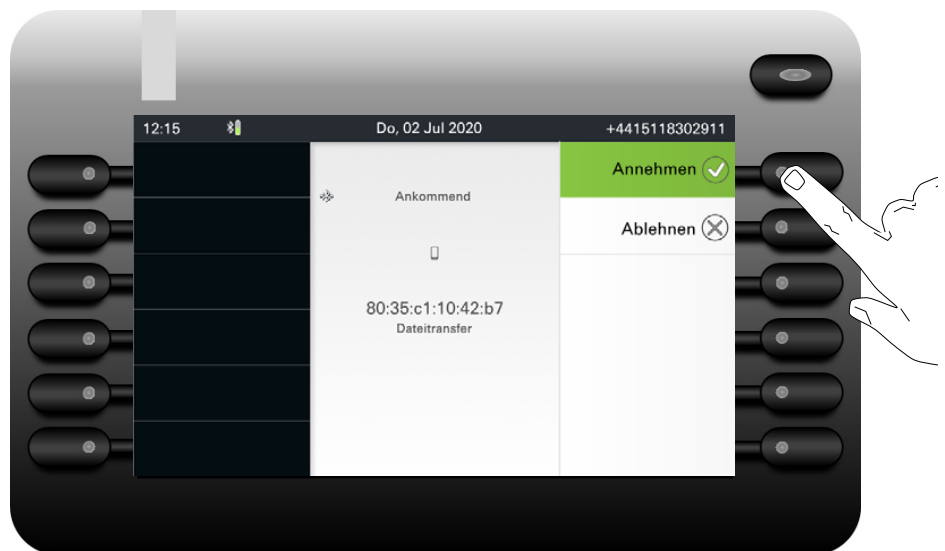 12:15 Do, 02 Jul 2020 +4415118302911
Annehmen
Ankommend
Ablehnen
80:35:c1:10:42:b7
Dateitransfer